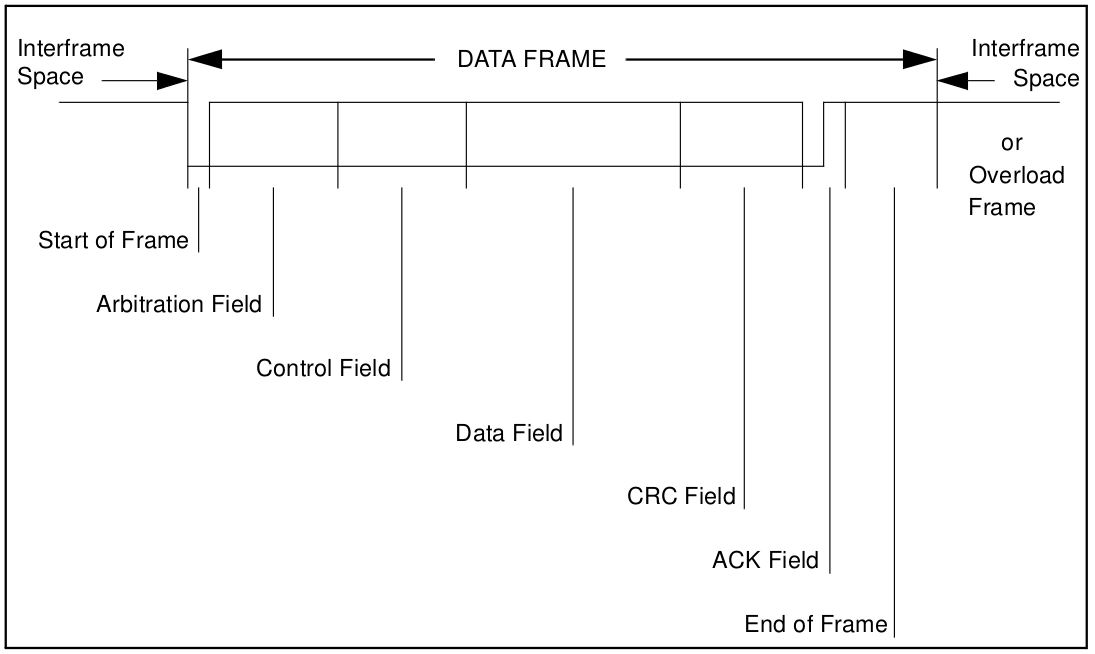 Interframe
Space
DATA FRAME
Interframe
Space
or
Overload
Frame
Start of Frame
Arbitration Field
Control Field
Data Field
CRC Field
ACK Field
End of Frame